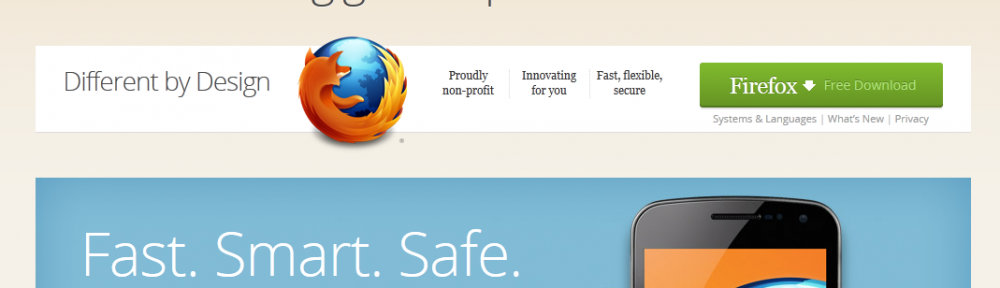 Different by Design
Proudly
non-profit
Innovating
for you
Fast, flexible,
secure
Firefox Free Download
Systems & Languages | What's New | Privacy
Fast. Smart. Safe.